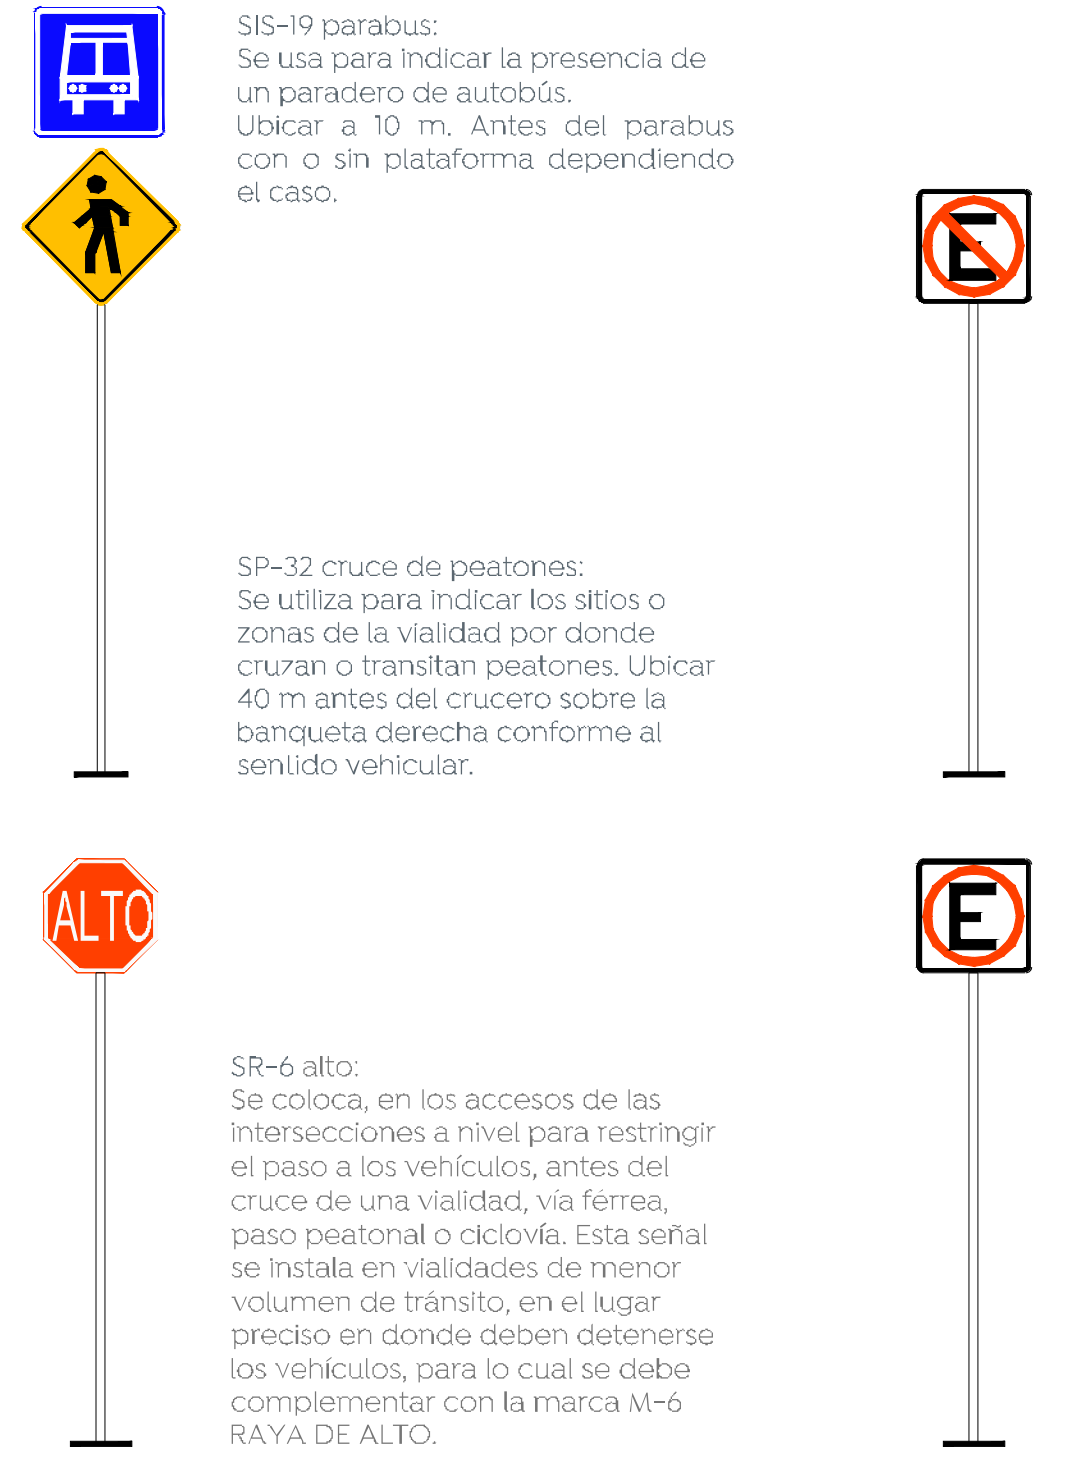 SIS-19 parabus:
Se usa para indicar la presencia de
un paradero de autobús.
Ubicar a 10 m. Antes del parabus
con o sin plataforma dependiendo
el caso.
E
SP-32 cruce de peatones:
Se utiliza para indicar los sitios o
zonas de la vialidad por donde
cruzan o transitan peatones. Ubicar
40 m antes del crucero sobre la
banqueta derecha conforme al
sentido vehicular.
ALTO
E
SR-6 alto:
Se coloca, en los accesos de las
intersecciones a nivel para restringir
el paso a los vehículos, antes del
cruce de una vialidad, vía férrea,
paso peatonal o ciclovía. Esta señal
se instala en vialidades de menor
volumen de tránsito, en el lugar
preciso en donde deben detenerse
los vehículos, para lo cual se debe
complementar con la marca M-6
RAYA DE ALTO.